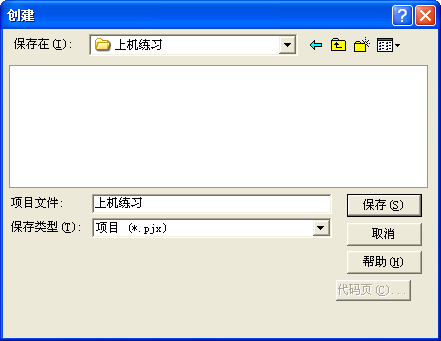 创建
保存在(I): 上机练习
项目文件: 上机练习
保存(S)
保存类型(T): 项目 (*.pjx)
取消
帮助(H)
代码页(C)...